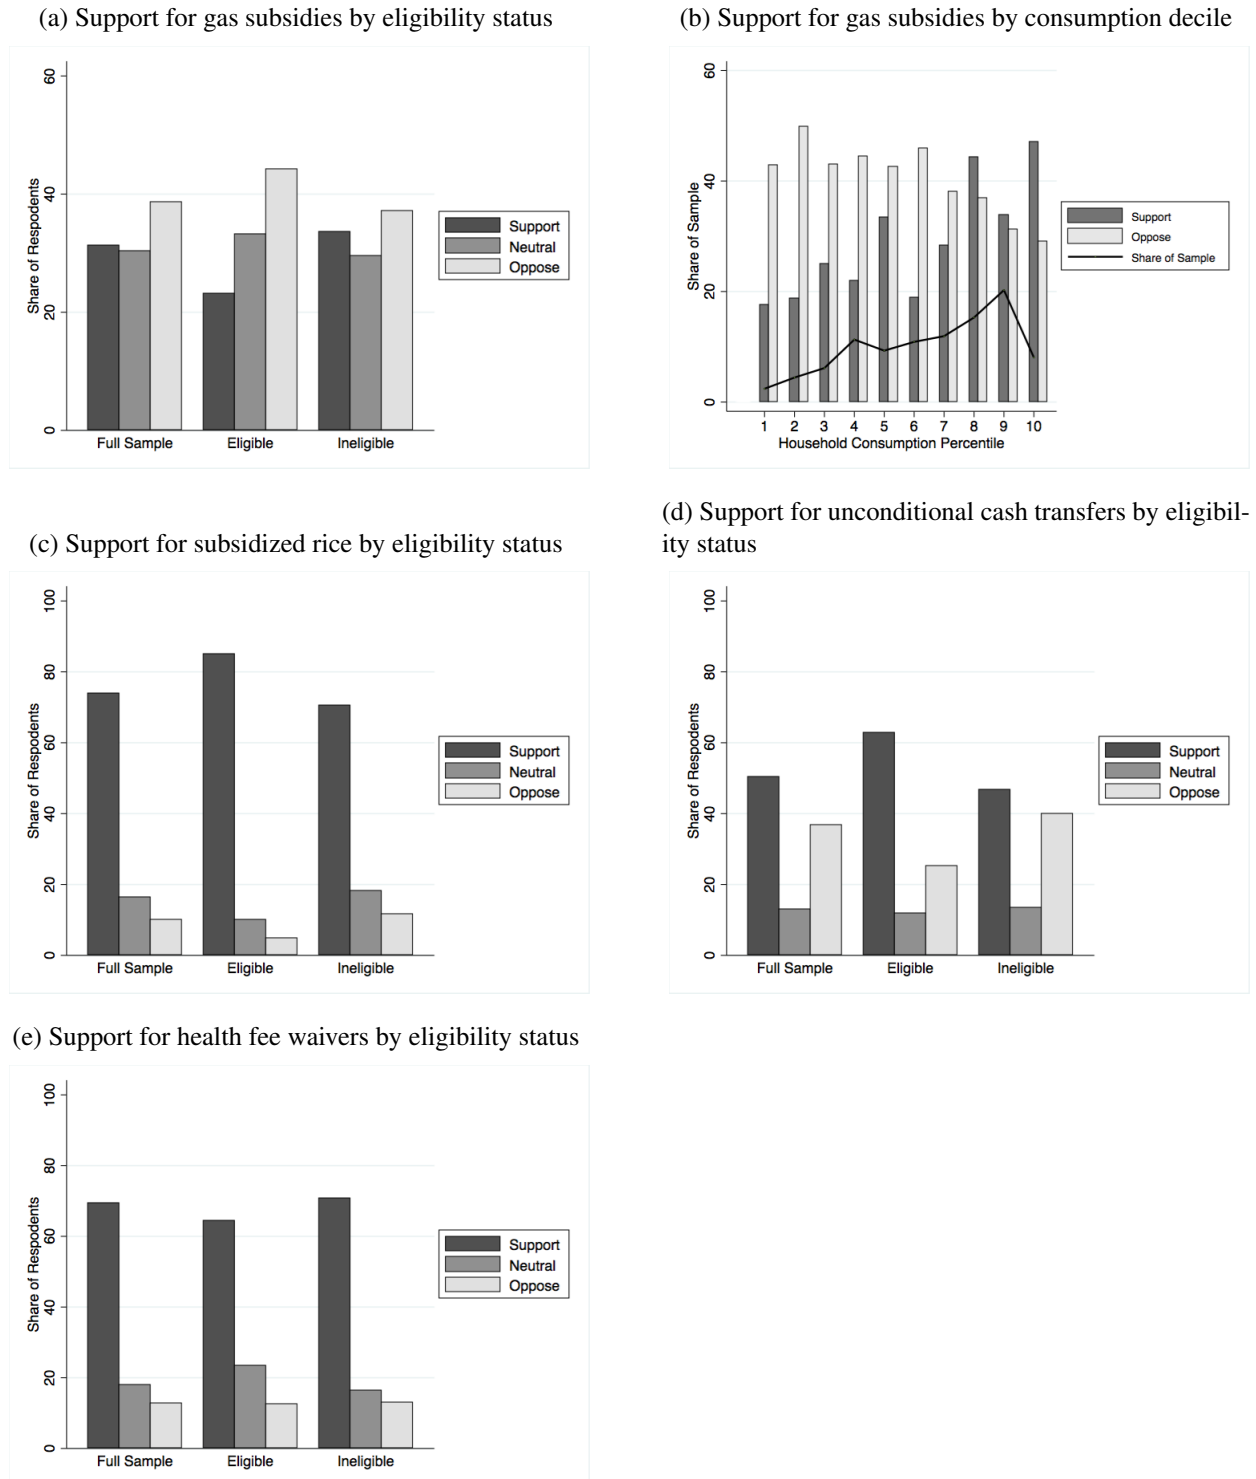 (a) Support for gas subsidies by eligibility status
60
40
20
0
Share of Respodents
Full Sample Eligible Ineligible
Support
Neutral
Oppose
(b) Support for gas subsidies by consumption decile
60
40
20
0
Share of Sample
1 2 3 4 5 6 7 8 9 10
Household Consumption Percentile
Support
Oppose
Share of Sample
(c) Support for subsidized rice by eligibility status
100
80
60
40
20
0
Share of Respodents
Full Sample Eligible Ineligible
Support
Neutral
Oppose
(d) Support for unconditional cash transfers by eligibil-
ity status
100
80
60
40
20
0
Share of Respodents
Full Sample Eligible Ineligible
Support
Neutral
Oppose
(e) Support for health fee waivers by eligibility status
100
80
60
40
20
0
Share of Respodents
Full Sample Eligible Ineligible
Support
Neutral
Oppose